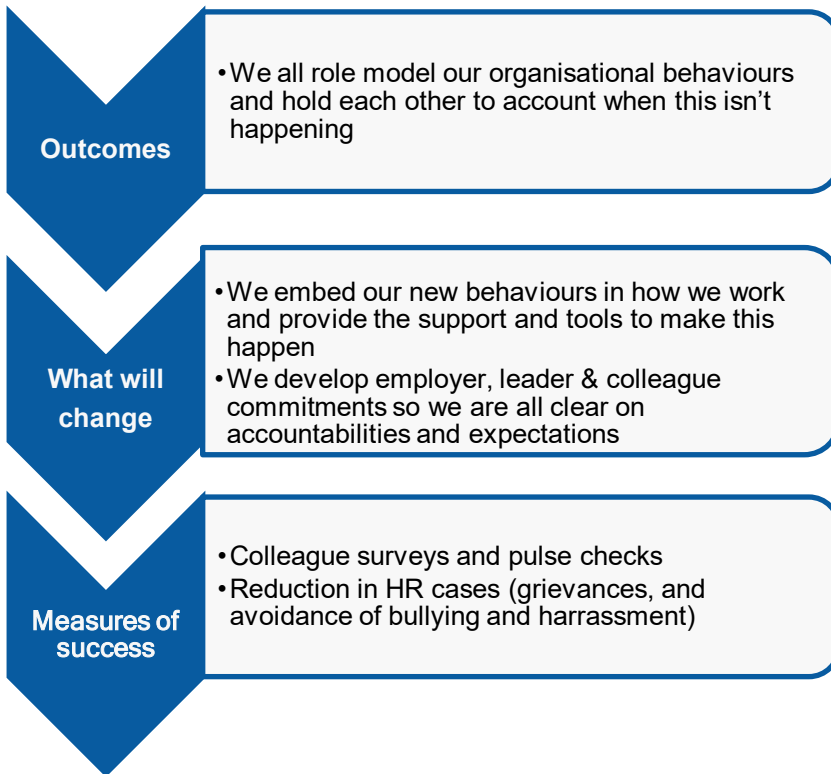 Outcomes
•We all role model our organisational behaviours
and hold each other to account when this isn’t
happening
What will
change
•We embed our new behaviours in how we work
and provide the support and tools to make this
happen
•We develop employer, leader & colleague
commitments so we are all clear on
accountabilities and expectations
Measures of
success
•Colleague surveys and pulse checks
•Reduction in HR cases (grievances, and
avoidance of bullying and harrassment)